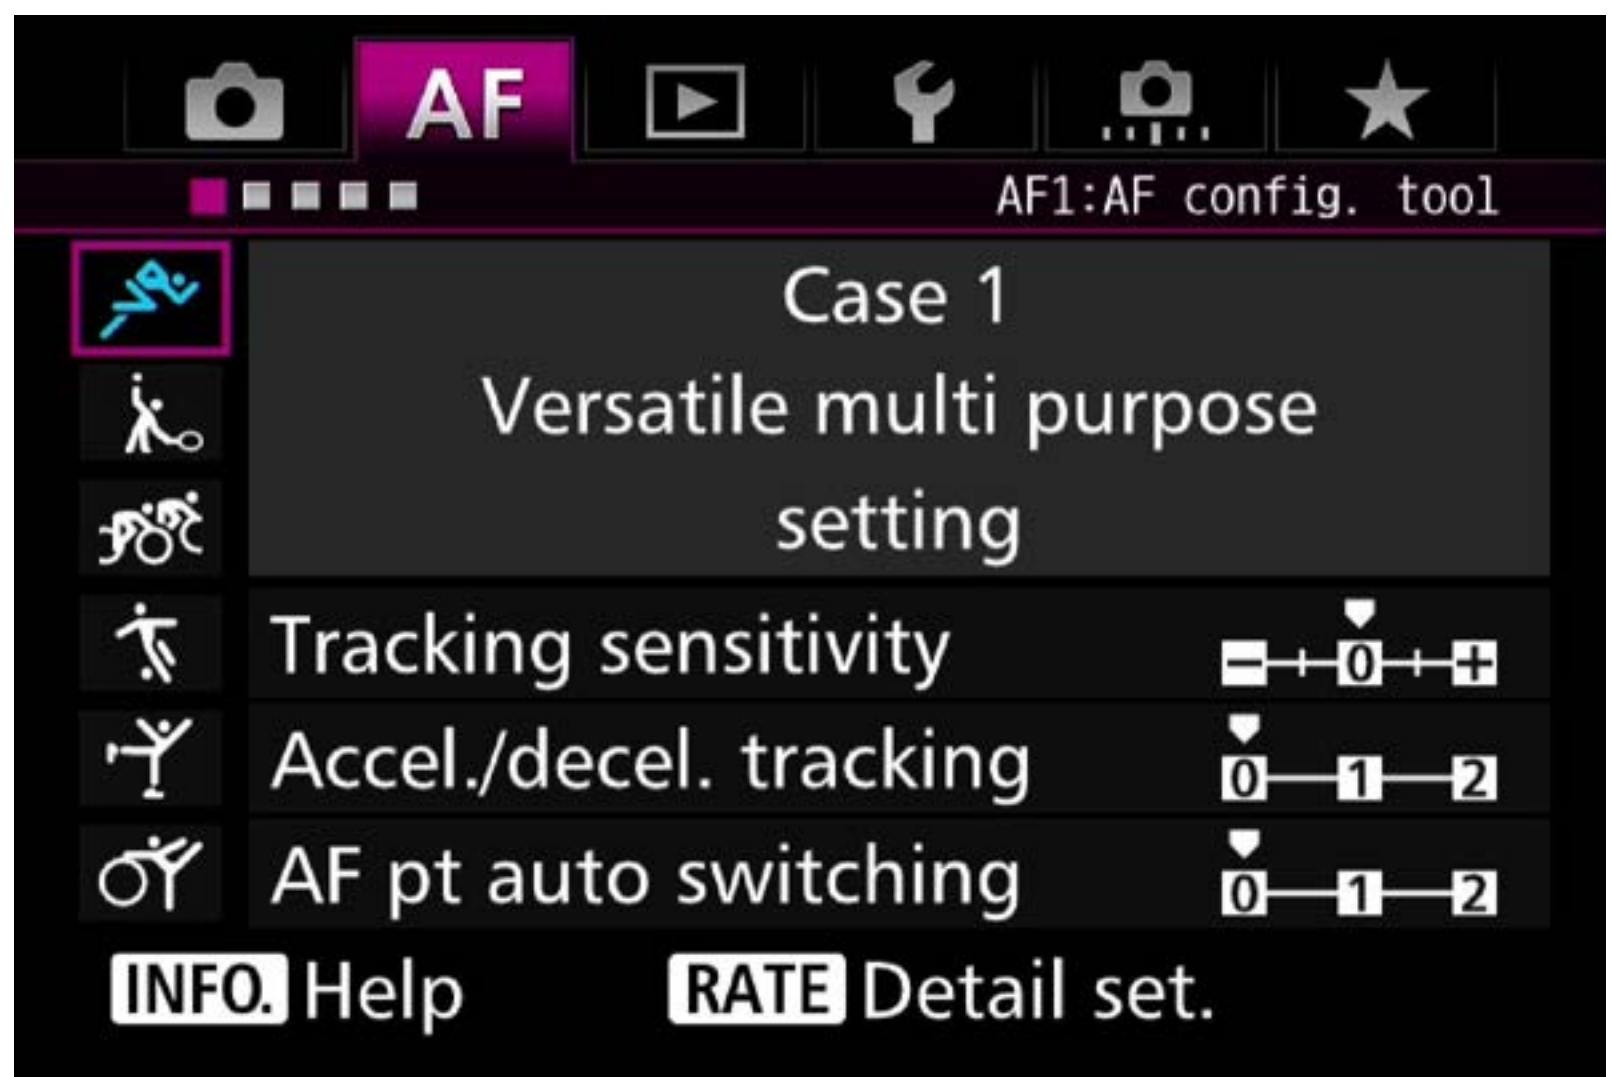 AF
AF1:AF config. tool
Case 1
Versatile multi purpose
setting
Tracking sensitivity
- 0 +
Accel./decel. tracking
0 1 2
AF pt auto switching
0 1 2
INFO. Help RATE Detail set.